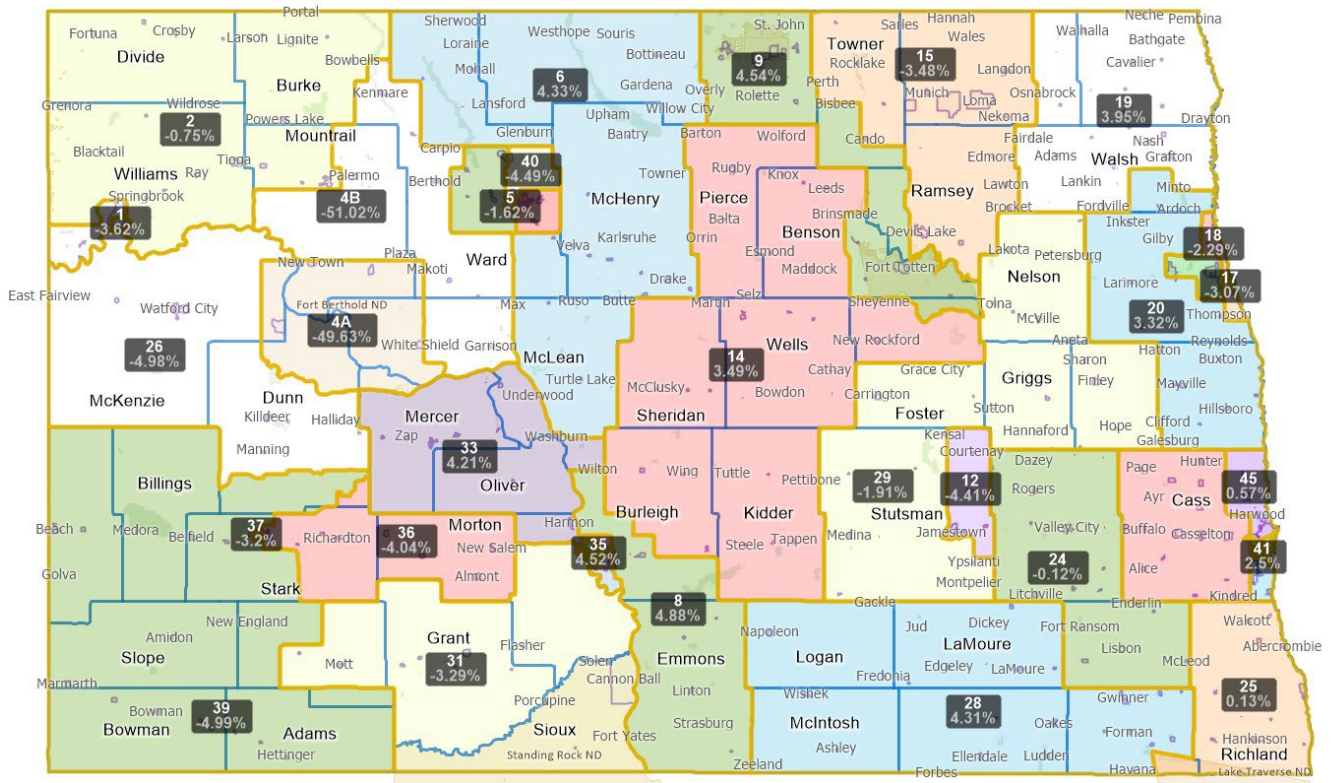 Portal
Fortuna
Crosby
Larson
Lignite
Divide
Bowbells
Burke
Kenmare
Grenora
Wildrose
2
-0.75%
Powers Lake
Mountrail
Blacktail
Ray
Tioga
Williams
Palermo
Springbrook
4B
-51.02%
1
-3.62%
Sherwood
Loraine
Westhope
Souris
Mohall
Bottineau
6
4.33%
Gardena
Lansford
Overly
Willow City
Upham
Glenburn
Bantry
Barton
Carpio
Berthold
40
-4.49%
Towner
5
-1.62%
McHenry
Velva
Karlsruhe
Orrin
Drake
St. John
9
4.54%
Rolette
Perth
Bisbee
Wolford
Cando
Rugby
Knox
Pierce
Leeds
Balta
Brinsmade
Benson
Esmond
Maddock
Selz
Martin
Sheyenne
Towner
Sarles
Hannah
Rocklake
Wales
15
-3.48%
Langdon
Munich
Loma
Nekoma
Edmore
Ramsey
Lawton
Brocket
Devils Lake
Fort Totten
Tolna
Neche
Pembina
Walhalla
Bathgate
Cavalier
Osnabrock
19
3.95%
Drayton
Fairdale
Nash
Adams
Grafton
Walsh
Lankin
Minto
Fordville
Ardoch
Inkster
Gilby
18
-2.29%
Lakota
Petersburg
Nelson
Larimore
17
-3.07%
20
3.32%
Thompson
McVille
Aneta
Reynolds
Hatton
Buxton
Sharon
Finley
Griggs
Mayville
Hillsboro
Sutton
Hope
Clifford
Hannaford
Galesburg
Plaza
Makoti
Ward
New Town
East Fairview
Watford City
Fort Berthold ND
Max
Ruso
Butte
4A
-49.63%
26
-4.98%
White Shield
Garrison
McLean
McKenzie
Dunn
Turtle Lake
Killdeer
Halliday
Mercer
Underwood
Manning
Zap
Washburn
33
4.21%
Oliver
Wilton
Harmon
Wells
14
3.49%
New Rockford
Cathay
McClusky
Bowdon
Sheridan
Grace City
Carrington
Foster
Kensal
Courtenay
Wing
Tuttle
Pettibone
29
-1.91%
12
-4.41%
Burleigh
Kidder
Stutsman
Medina
Jamestown
Steele
Tappen
Ypsilanti
Montpelier
Dazey
Rogers
Valley City
24
-0.12%
Litchville
Page
Hunter
45
0.57%
Ayr
Cass
Harwood
Buffalo
Casselton
41
2.5%
Alice
Kindred
Enderlin
Billings
Beach
Medora
Belfield
37
-3.2%
Richardton
36
-4.04%
Morton
New Salem
Almont
35
4.52%
Golva
Stark
New England
Amidon
Slope
Mott
Grant
31
-3.29%
Flasher
Solen
Cannon Ball
Porcupine
Sioux
Fort Yates
Standing Rock ND
Marmarth
Bowman
39
-4.99%
Bowman
Adams
Hettinger
8
4.88%
Emmons
Linton
Strasburg
Zeeland
Gackle
Napoleon
Jud
Dickey
LaMoure
Logan
Edgeley
LaMoure
Fredonia
Wishek
28
4.31%
McIntosh
Oakes
Ashley
Ellendale
Ludden
Forbes
Fort Ransom
Lisbon
McLeod
Gwinner
Forman
Havana
Walcott
Abercrombie
25
0.13%
Hankinson
Richland
Lake Traverse ND